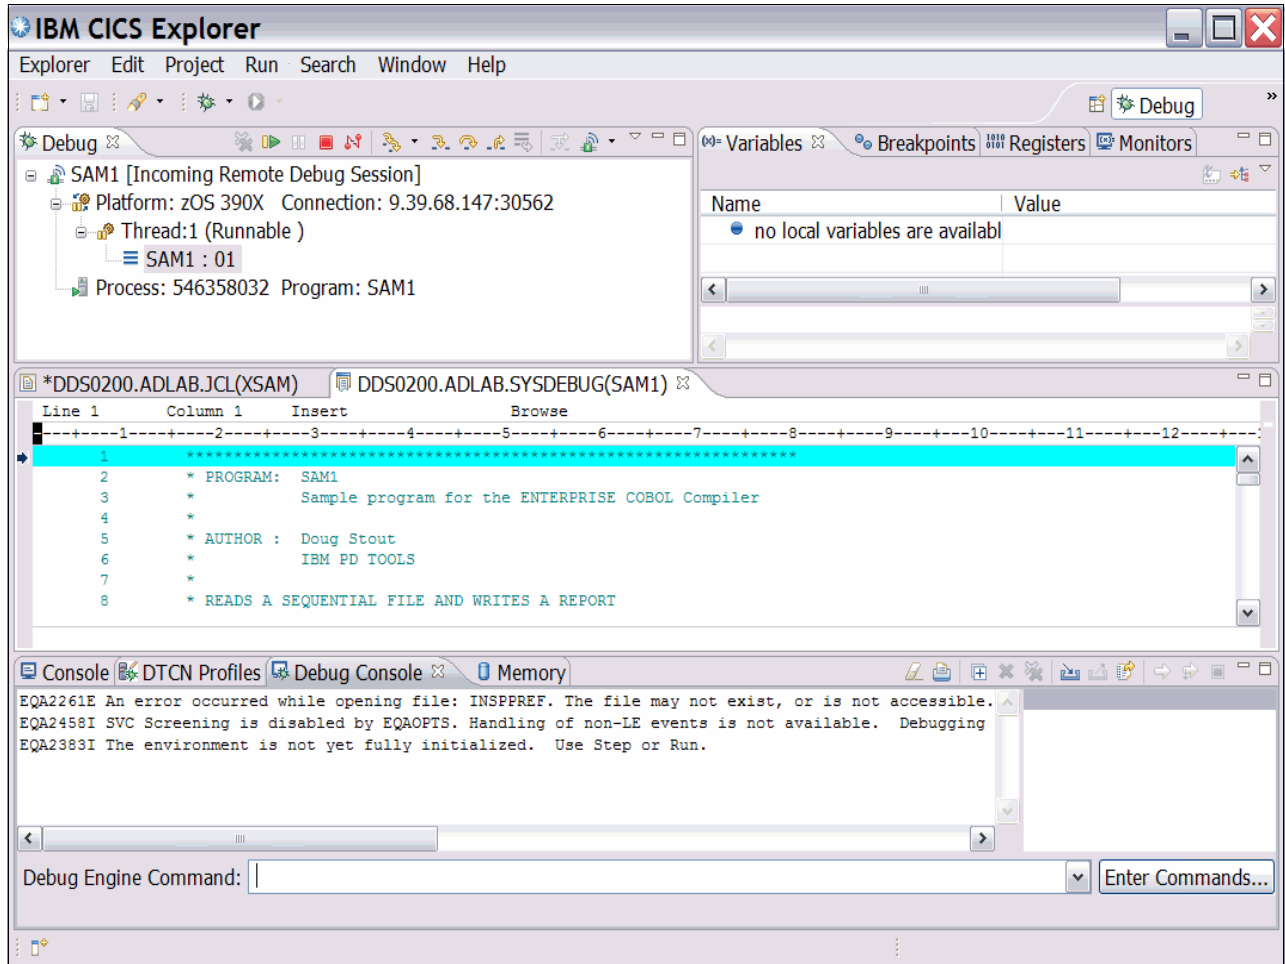 IBM CICS Explorer
Explorer Edit Project Run Search Window Help
Debug »
Debug
SAM1 [Incoming Remote Debug Session]
Platform: zOS 390X Connection: 9.39.68.147:30562
Thread:1 (Runnable )
SAM1 : 01
Process: 546358032 Program: SAM1
(x)= Variables Breakpoints 1010 Registers Monitors
Name Value
no local variables are availabl
*DDS0200.ADLAB.JCL(XSAM) DDS0200.ADLAB.SYSDEBUG(SAM1)
Line 1 Column 1 Insert Browse
----+----1----+----2----+----3----+----4----+----5----+----6----+----7----+----8----+----9----+---10----+---11----+---12----+---:
1 ****************************************************************
2 * PROGRAM: SAM1
3 * Sample program for the ENTERPRISE COBOL Compiler
4 *
5 * AUTHOR : Doug Stout
6 * IBM PD TOOLS
7 *
8 * READS A SEQUENTIAL FILE AND WRITES A REPORT
Console DTCN Profiles Debug Console Memory
EQA2261E An error occurred while opening file: INSPPREF. The file may not exist, or is not accessible.
EQA2458I SVC Screening is disabled by EQAOPTS. Handling of non-LE events is not available. Debugging
EQA2383I The environment is not yet fully initialized. Use Step or Run.
Debug Engine Command: Enter Commands...